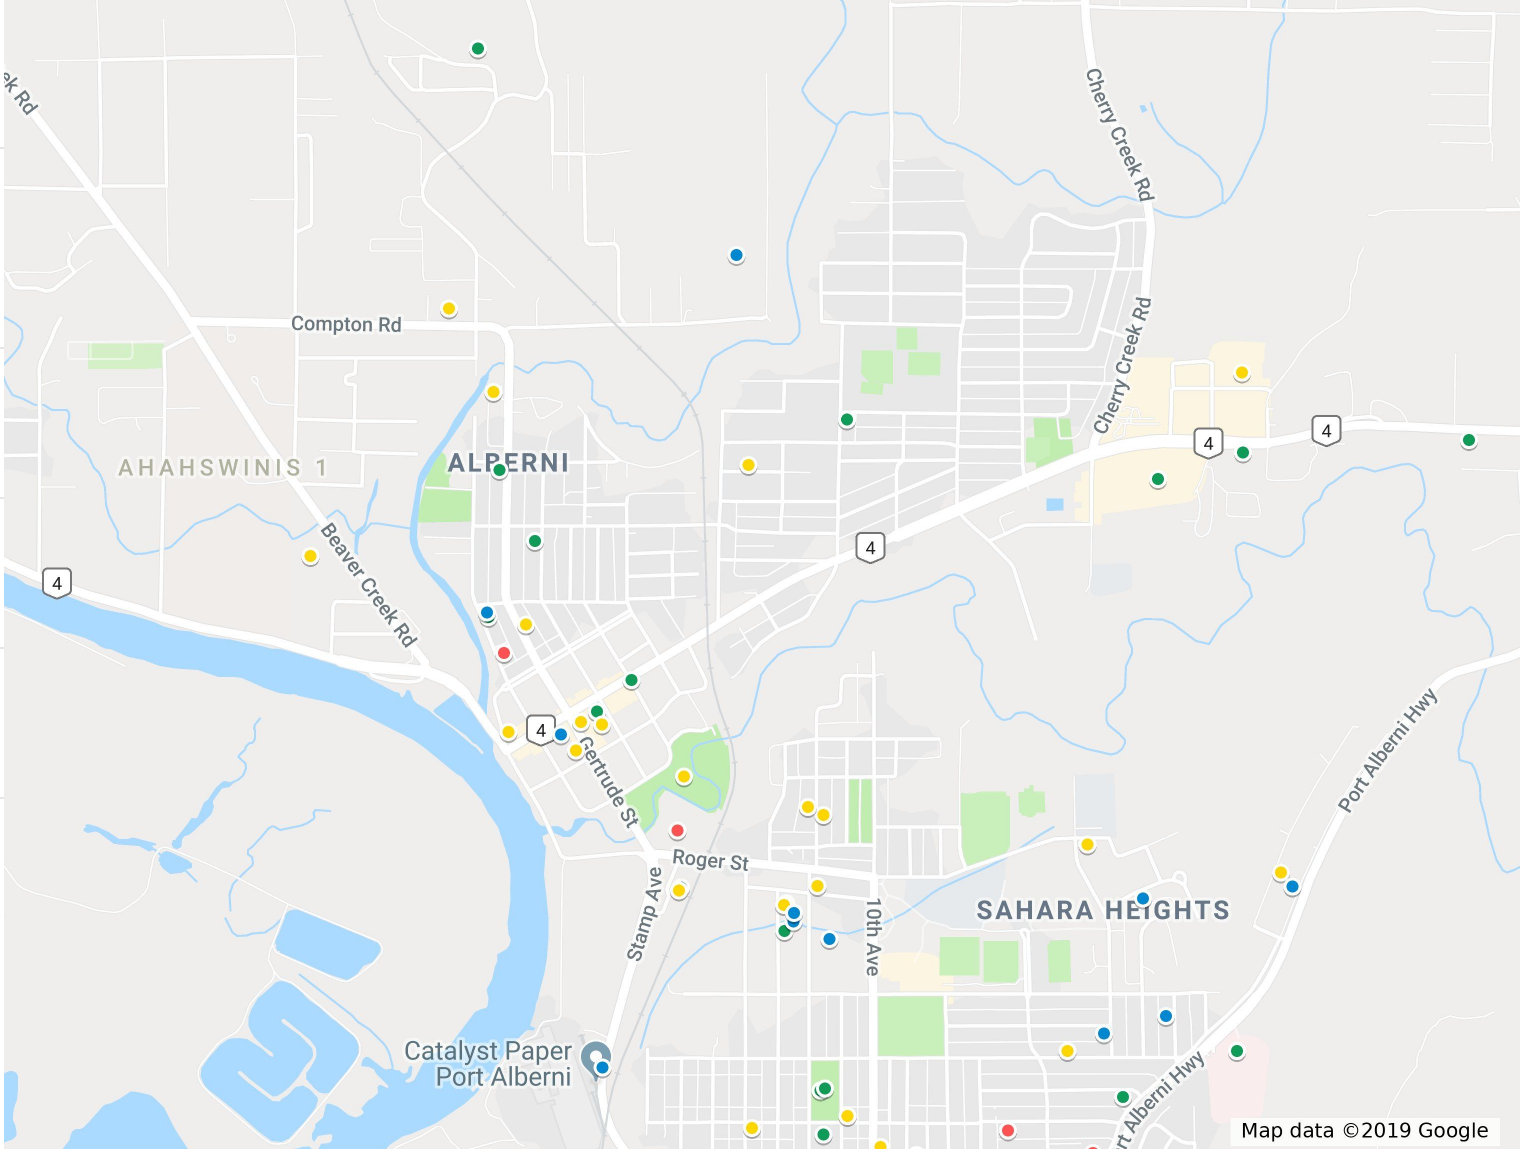 ek Rd
Cherry Creek Rd
Compton Rd
Cherry Creek Rd
4
4
ALBERNI
AHAHSWINIS 1
4
Beaver Creek Rd
4
4
Gertrude St
Port Alberni Hwy
Roger St
Stamp Ave
10th Ave
SAHARA HEIGHTS
Catalyst Paper
Port Alberni
rt Alberni Hwy
Map data ©2019 Google